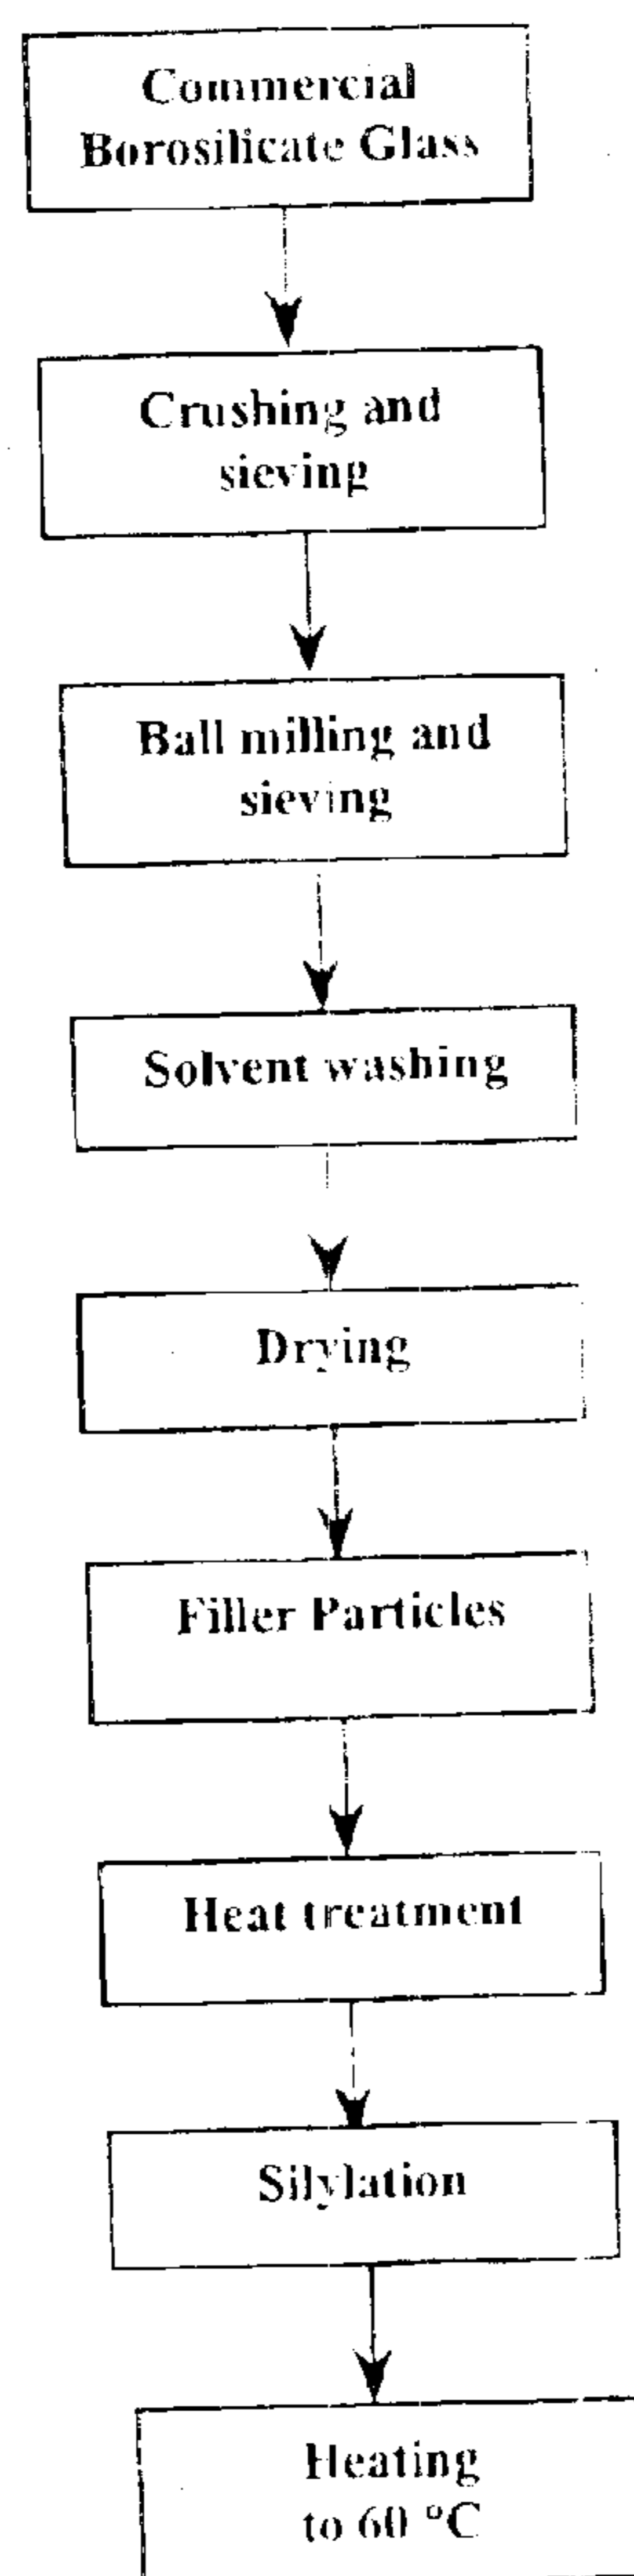 Commercial
Borosilicate Glass
Crushing and
sieving
Ball milling and
sieving
Solvent washing
Drying
Filler Particles
Heat treatment
Silylation
Heating
to 60 °C